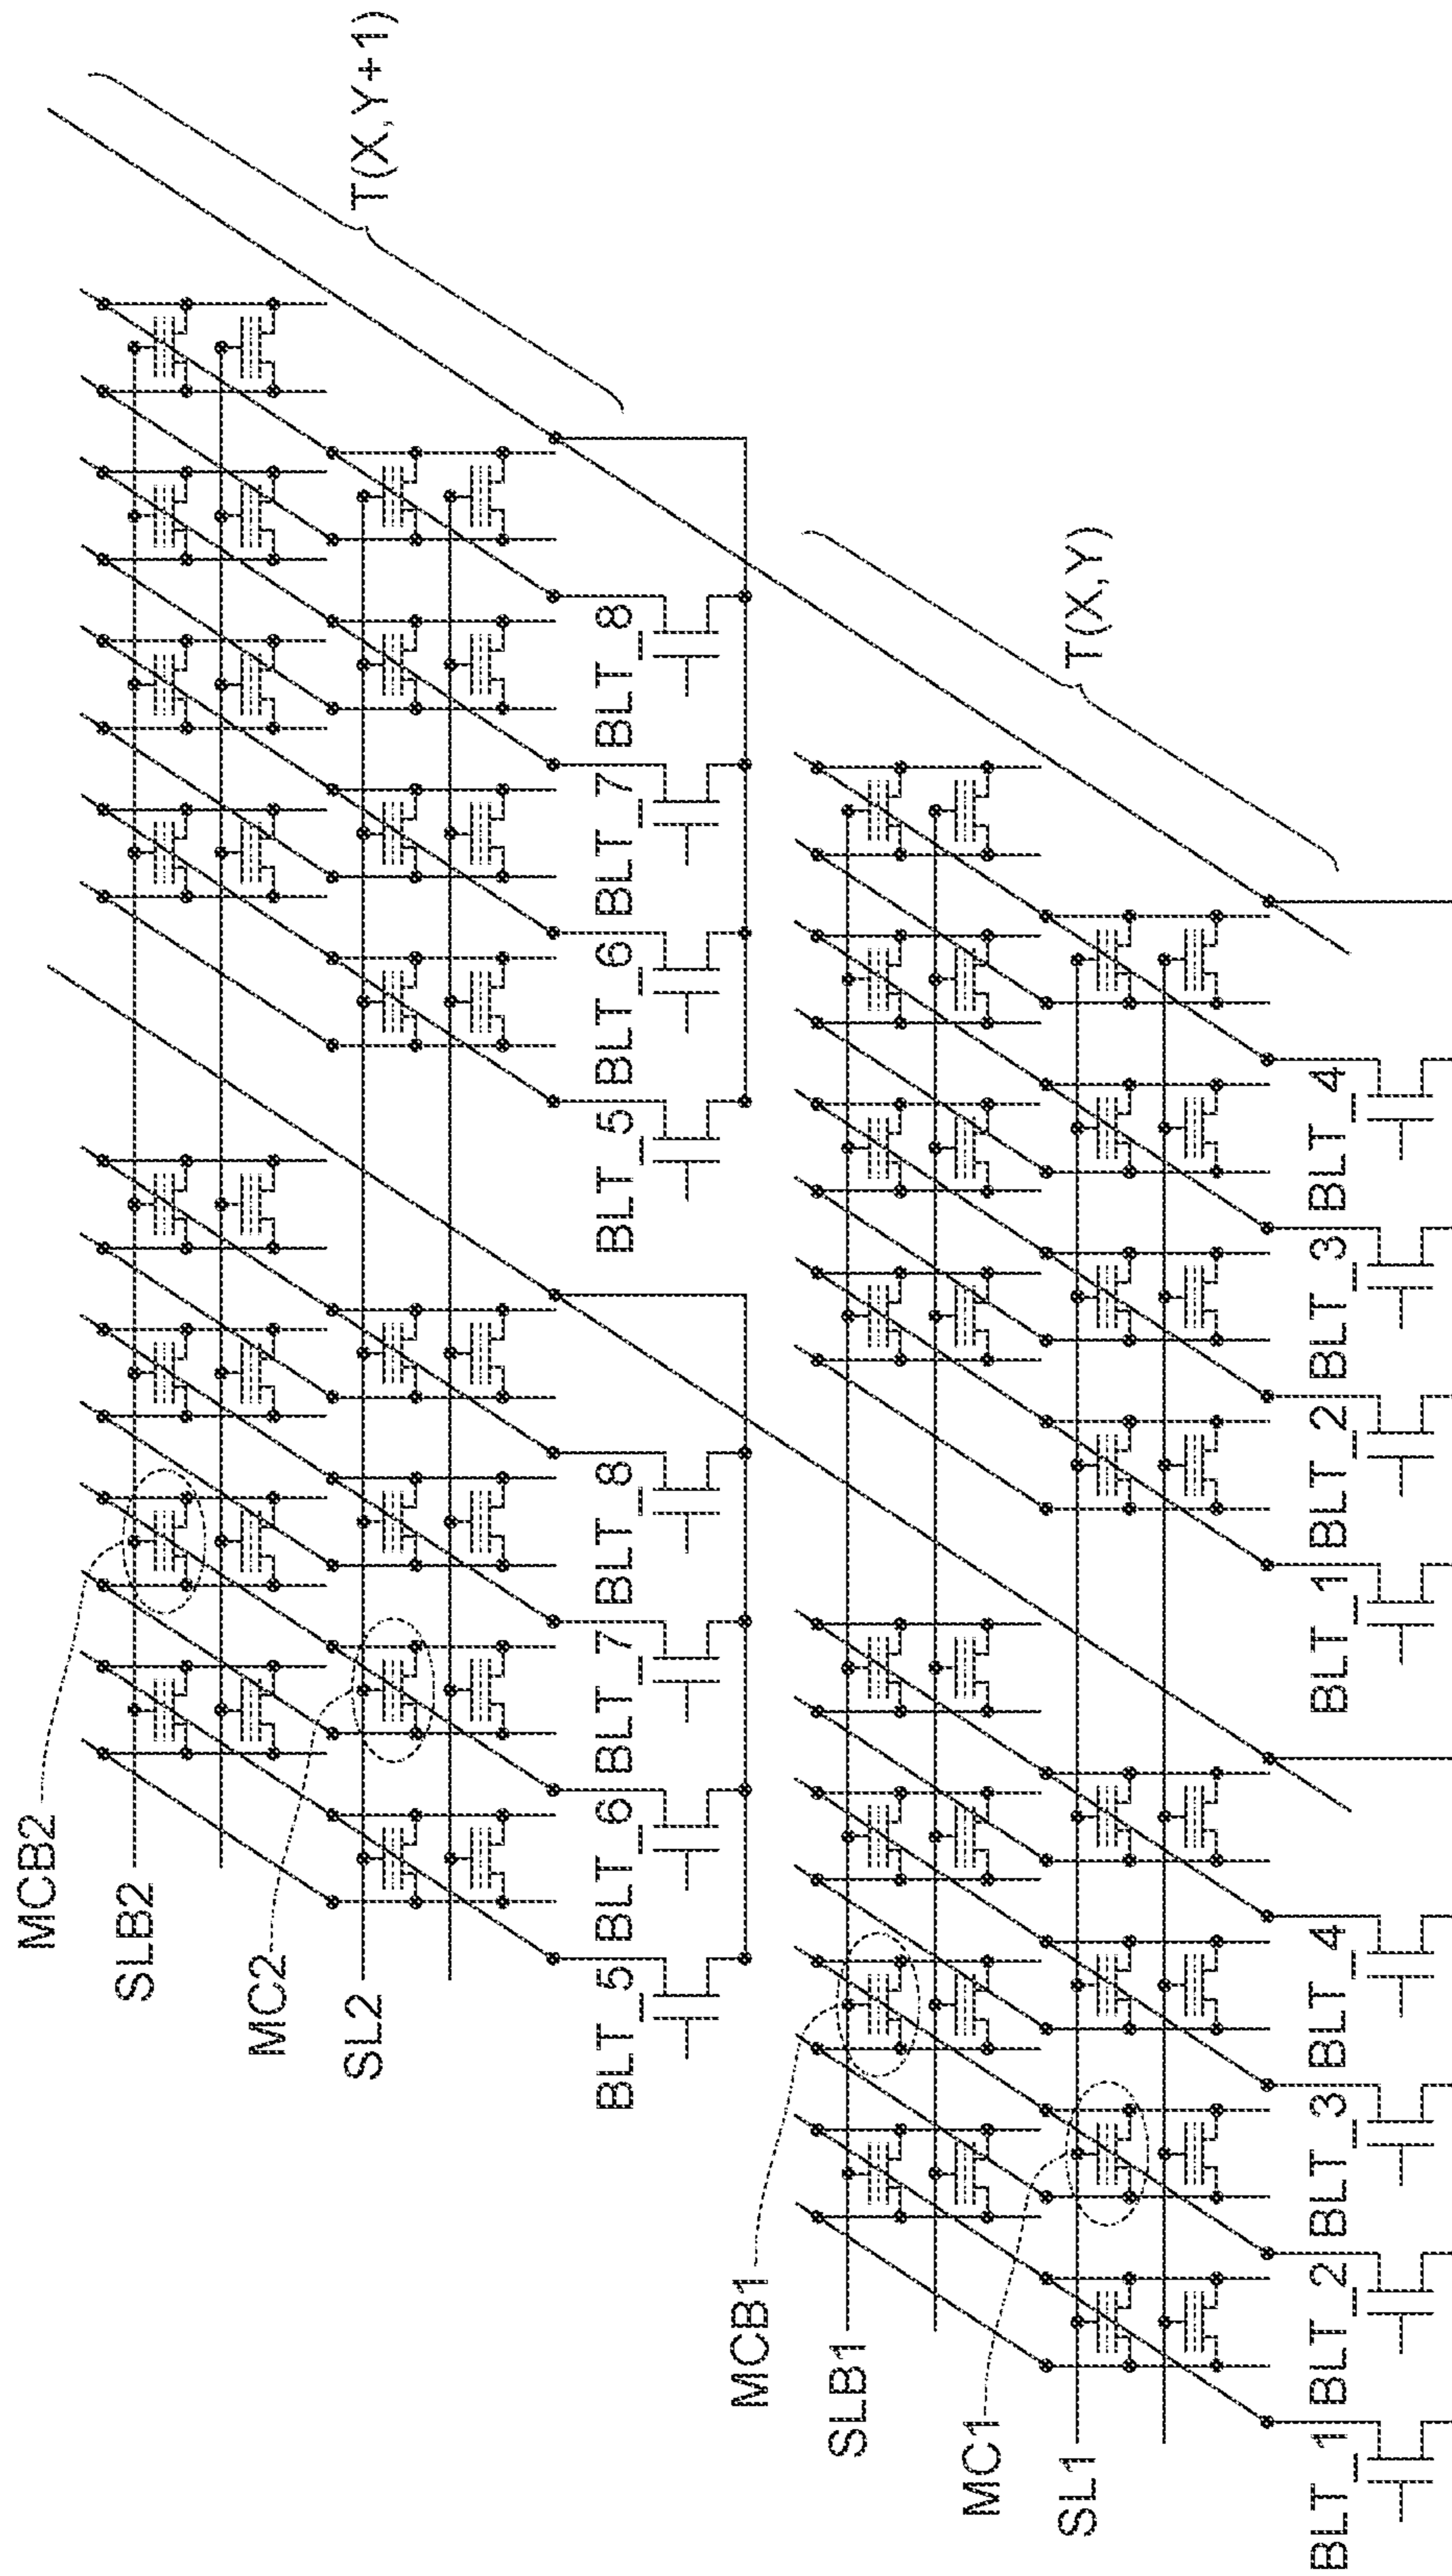 MCB2
SLB2
MC2
SL2
BLT_5 BLT_6 BLT_7 BLT_8
BLT_5 BLT_6 BLT_7 BLT_8
T(X,Y+1)
MCB1
SLB1
MC1
SL1
BLT_1 BLT_2 BLT_3 BLT_4
BLT_1 BLT_2 BLT_3 BLT_4
T(X,Y)